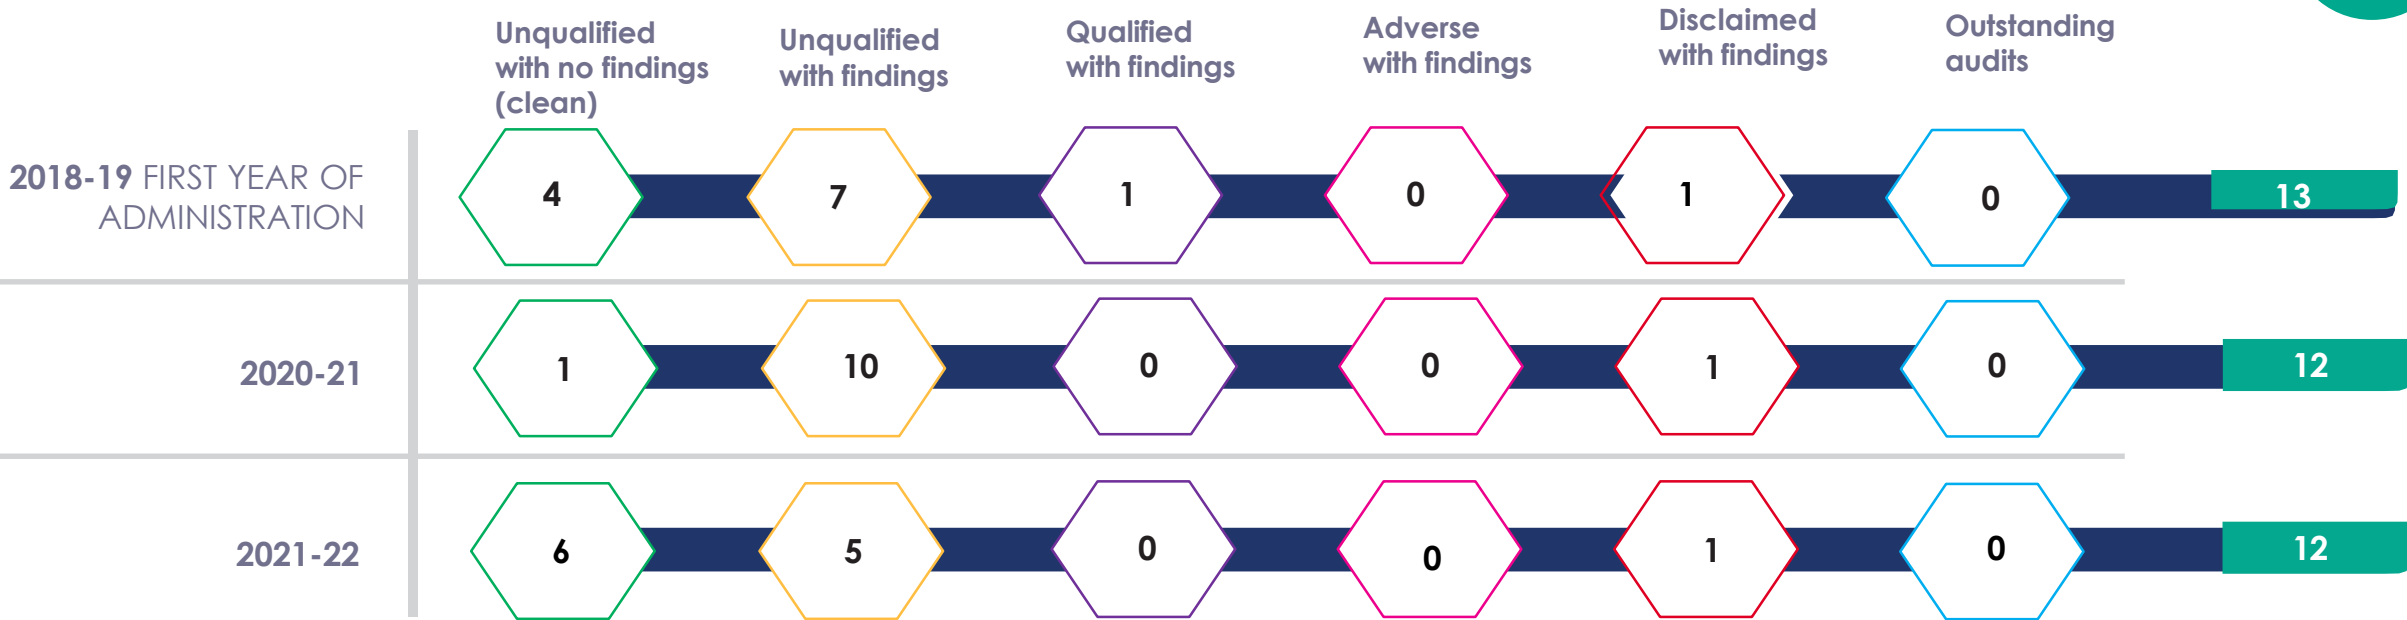 Unqualified
with no findings
(clean)
Unqualified
with findings
Qualified
with findings
Adverse
with findings
Disclaimed
with findings
Outstanding
audits
2018-19 FIRST YEAR OF
ADMINISTRATION
4
7
1
0
1
0
13
2020-21
1
10
0
0
1
0
12
2021-22
6
5
0
0
1
0
12